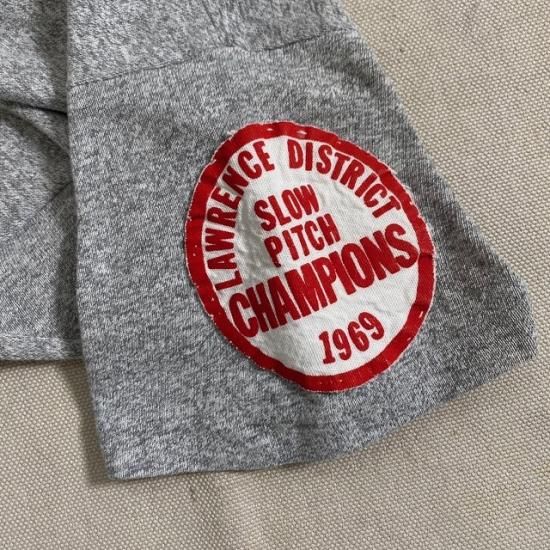 LAWRENCE DISTRICT
SLOW
PITCH
CHAMPIONS
1969